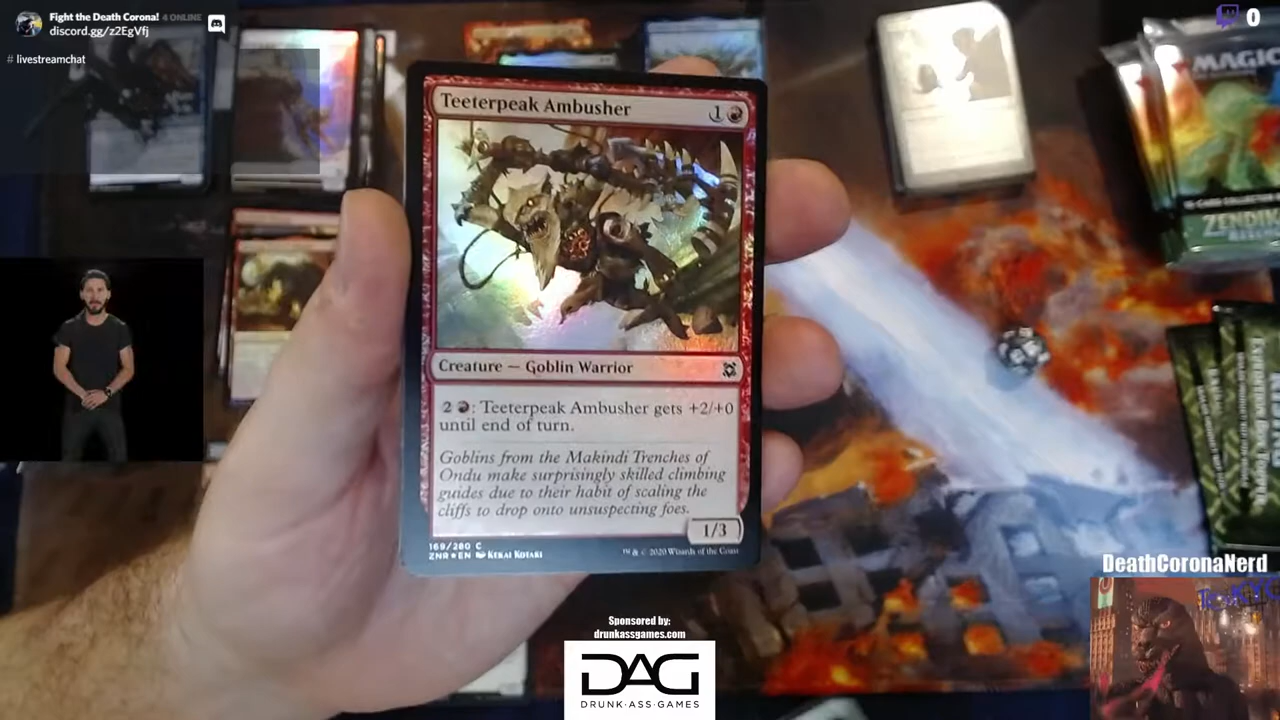 Fight the Death Corona! 4 ONLINE
discord.gg/z2EgVfj
# livestreamchat
0
Teeterpeak Ambusher 1
Creature — Goblin Warrior
2 : Teeterpeak Ambusher gets +2/+0
until end of turn.
Goblins from the Makindi Trenches of
Ondu make surprisingly skilled climbing
guides due to their habit of scaling the
cliffs to drop onto unsuspecting foes.
1/3
169/280 C
ZNR★EN Kekai Kotaki
™ & © 2020 Wizards of the Coast
MAGIC
DeathCoronaNerd
Sponsored by:
drunkassgames.com
DAG
DRUNK·ASS·GAMES